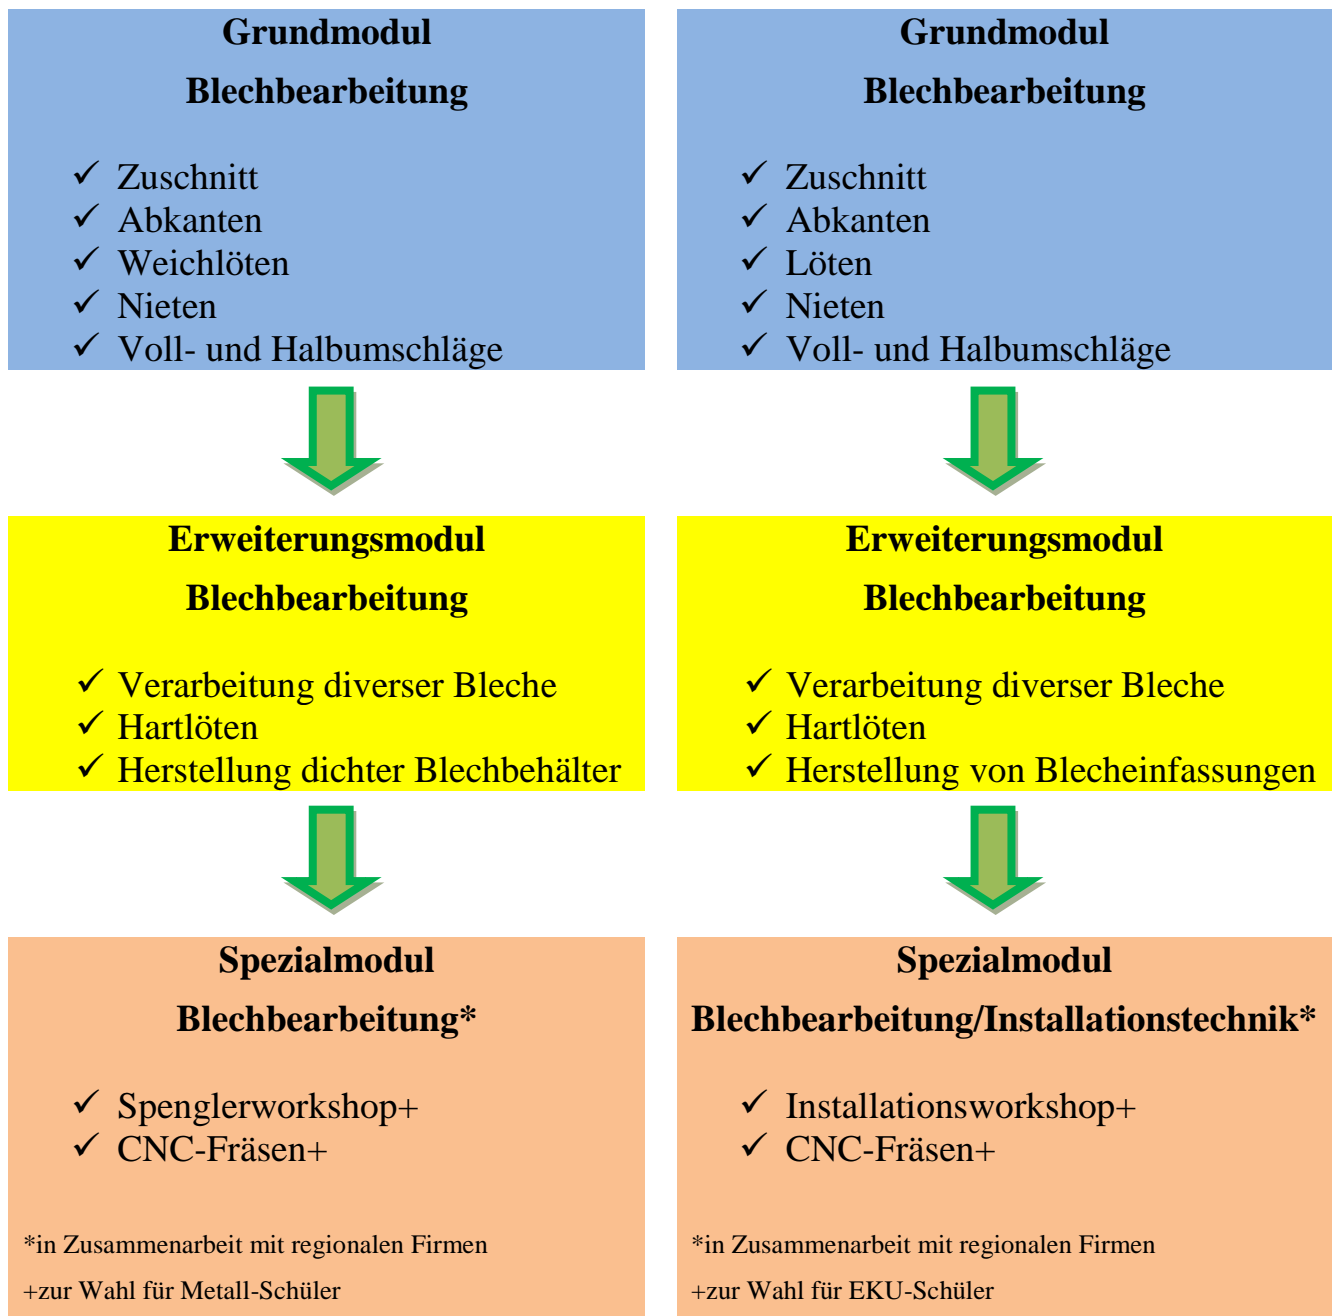 Grundmodul
Blechbearbeitung
✓ Zuschnitt
✓ Abkanten
✓ Weichlöten
✓ Nieten
✓ Voll- und Halbumschläge
Erweiterungsmodul
Blechbearbeitung
✓ Verarbeitung diverser Bleche
✓ Hartlöten
✓ Herstellung dichter Blechbehälter
Spezialmodul
Blechbearbeitung*
✓ Spenglerworkshop+
✓ CNC-Fräsen+
*in Zusammenarbeit mit regionalen Firmen
+zur Wahl für Metall-Schüler
Grundmodul
Blechbearbeitung
✓ Zuschnitt
✓ Abkanten
✓ Löten
✓ Nieten
✓ Voll- und Halbumschläge
Erweiterungsmodul
Blechbearbeitung
✓ Verarbeitung diverser Bleche
✓ Hartlöten
✓ Herstellung von Blecheinfassungen
Spezialmodul
Blechbearbeitung/Installationstechnik*
✓ Installationsworkshop+
✓ CNC-Fräsen+
*in Zusammenarbeit mit regionalen Firmen
+zur Wahl für EKU-Schüler